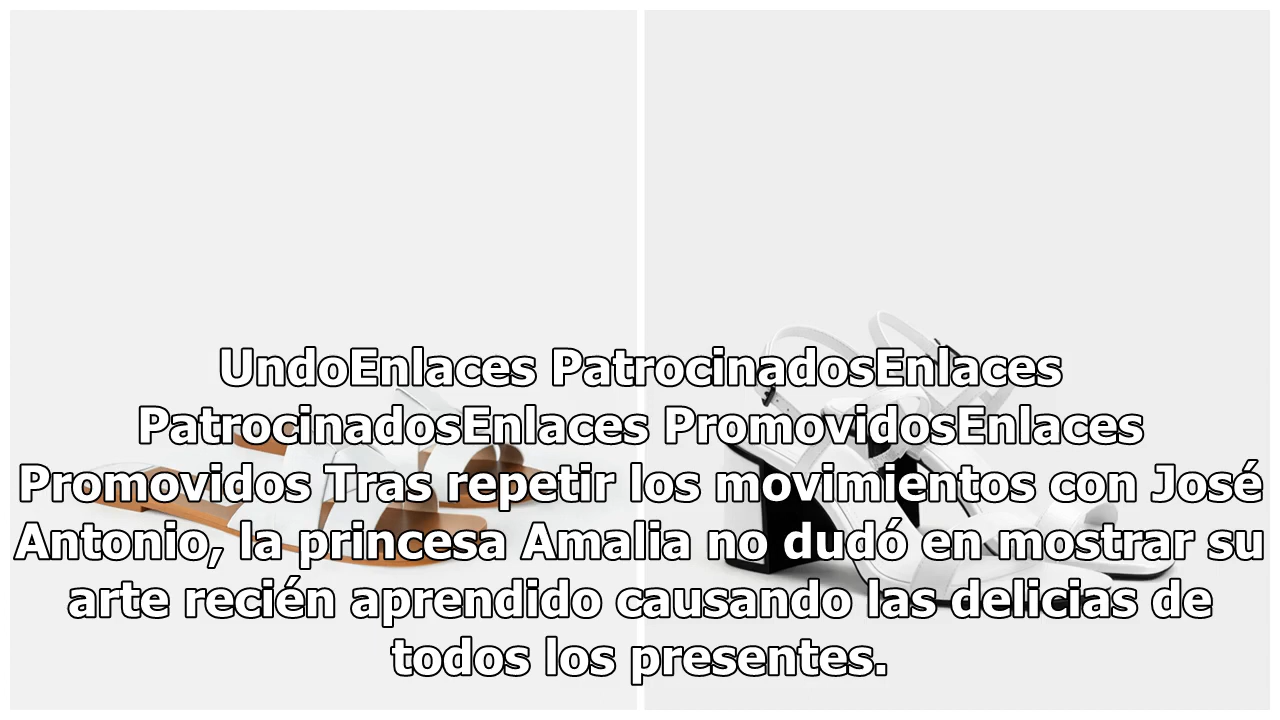 UndoEnlaces PatrocinadosEnlaces
PatrocinadosEnlaces PromovidosEnlaces
Promovidos Tras repetir los movimientos con José
Antonio, la princesa Amalia no dudó en mostrar su
arte recién aprendido causando las delicias de
todos los presentes.